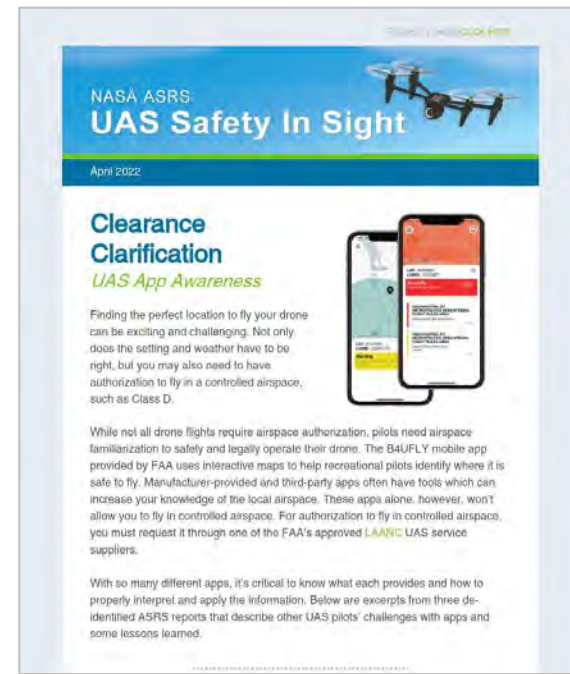 CLICK HERE
NASA ASRS
UAS Safety In Sight
April 2022
Clearance
Clarification
UAS App Awareness
Finding the perfect location to fly your drone
can be exciting and challenging. Not only
does the setting and weather have to be
right, but you may also need to have
authorization to fly in a controlled airspace,
such as Class D.
While not all drone flights require airspace authorization, pilots need airspace
familiarization to safely and legally operate their drone. The B4UFLY mobile app
provided by FAA uses interactive maps to help recreational pilots identify where it is
safe to fly. Manufacturer-provided and third-party apps often have tools which can
increase your knowledge of the local airspace. These apps alone, however, won't
allow you to fly in controlled airspace. For authorization to fly in controlled airspace,
you must request it through one of the FAA's approved LAANC UAS service
suppliers.
With so many different apps, it's critical to know what each provides and how to
properly interpret and apply the information. Below are excerpts from three de-
identified ASRS reports that describe other UAS pilots' challenges with apps and
some lessons learned.